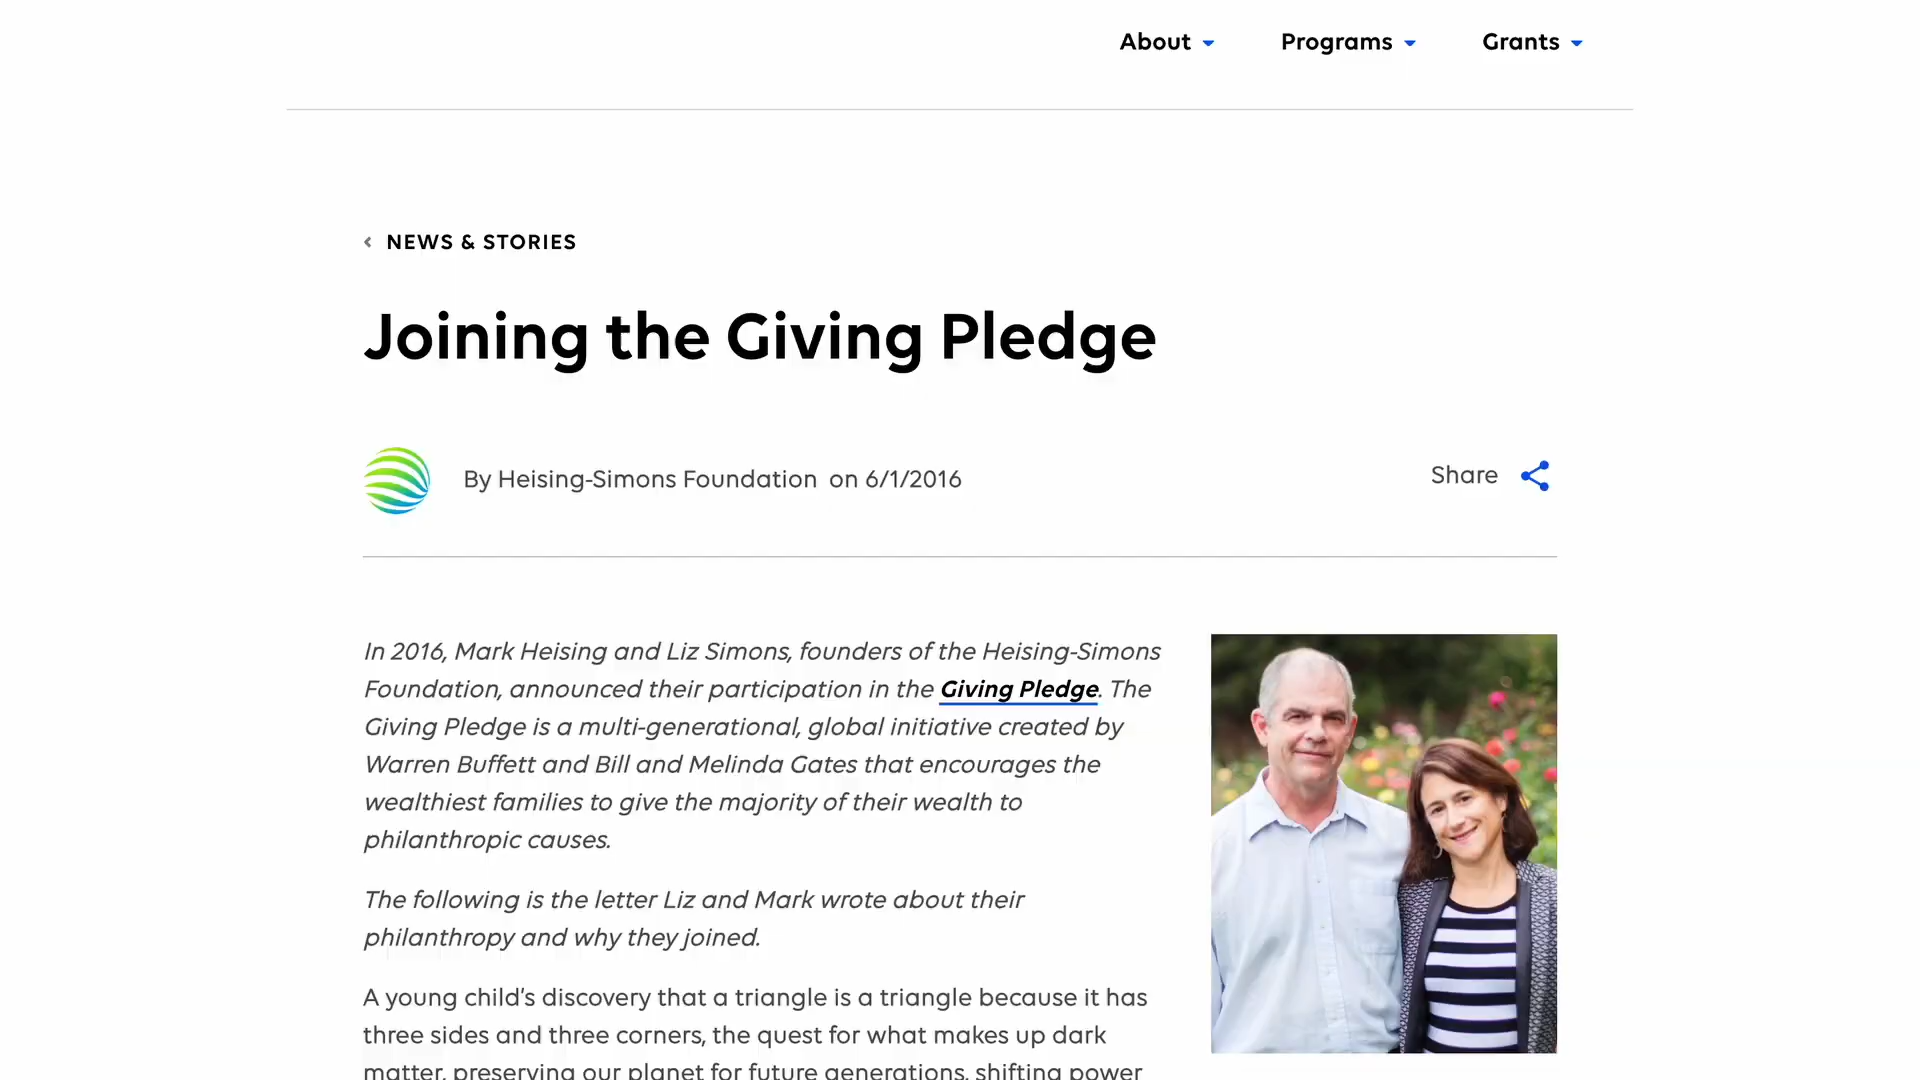 About
Programs
Grants
NEWS & STORIES
Joining the Giving Pledge
By Heising-Simons Foundation on 6/1/2016
Share
In 2016, Mark Heising and Liz Simons, founders of the Heising-Simons
Foundation, announced their participation in the Giving Pledge. The
Giving Pledge is a multi-generational, global initiative created by
Warren Buffett and Bill and Melinda Gates that encourages the
wealthiest families to give the majority of their wealth to
philanthropic causes.
The following is the letter Liz and Mark wrote about their
philanthropy and why they joined.
A young child's discovery that a triangle is a triangle because it has
three sides and three corners, the quest for what makes up dark
matter, preserving our planet for future generations, shifting power